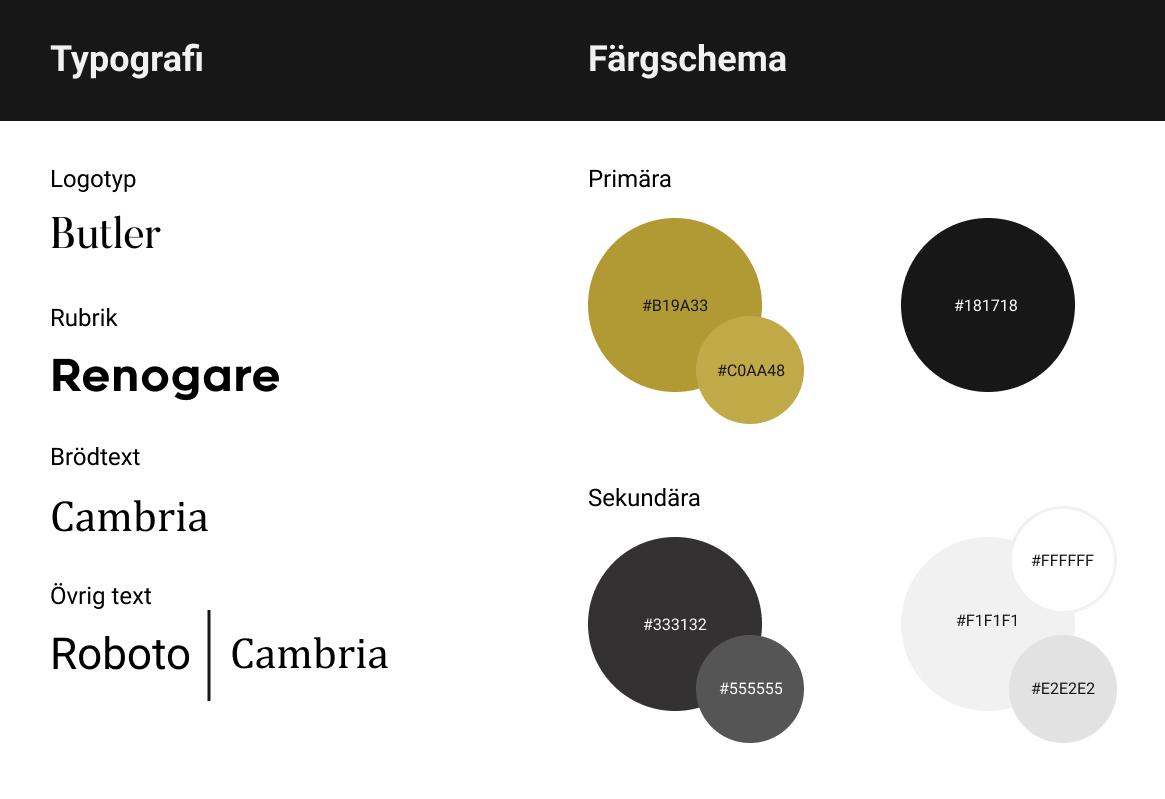 Typografi
Logotyp
Butler
Rubrik
Renogare
Brödtext
Cambria
Övrig text
Roboto | Cambria
Färgschema
Primära
#B19A33
#C0AA48
#181718
Sekundära
#333132
#555555
#FFFFFF
#F1F1F1
#E2E2E2